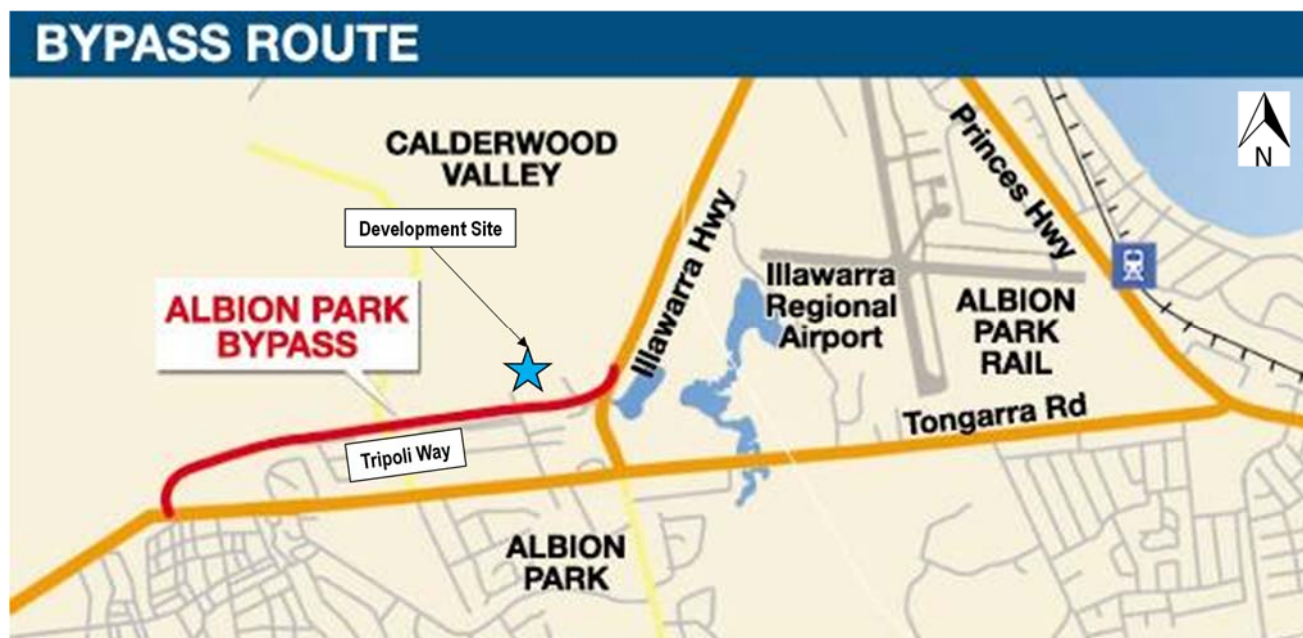 BYPASS ROUTE
CALDERWOOD
VALLEY
Development Site
ALBION PARK
BYPASS
Tripoli Way
Illawarra Hwy
Princes Hwy
N
Illawarra
Regional
Airport
ALBION
PARK
RAIL
Tongarra Rd
ALBION
PARK